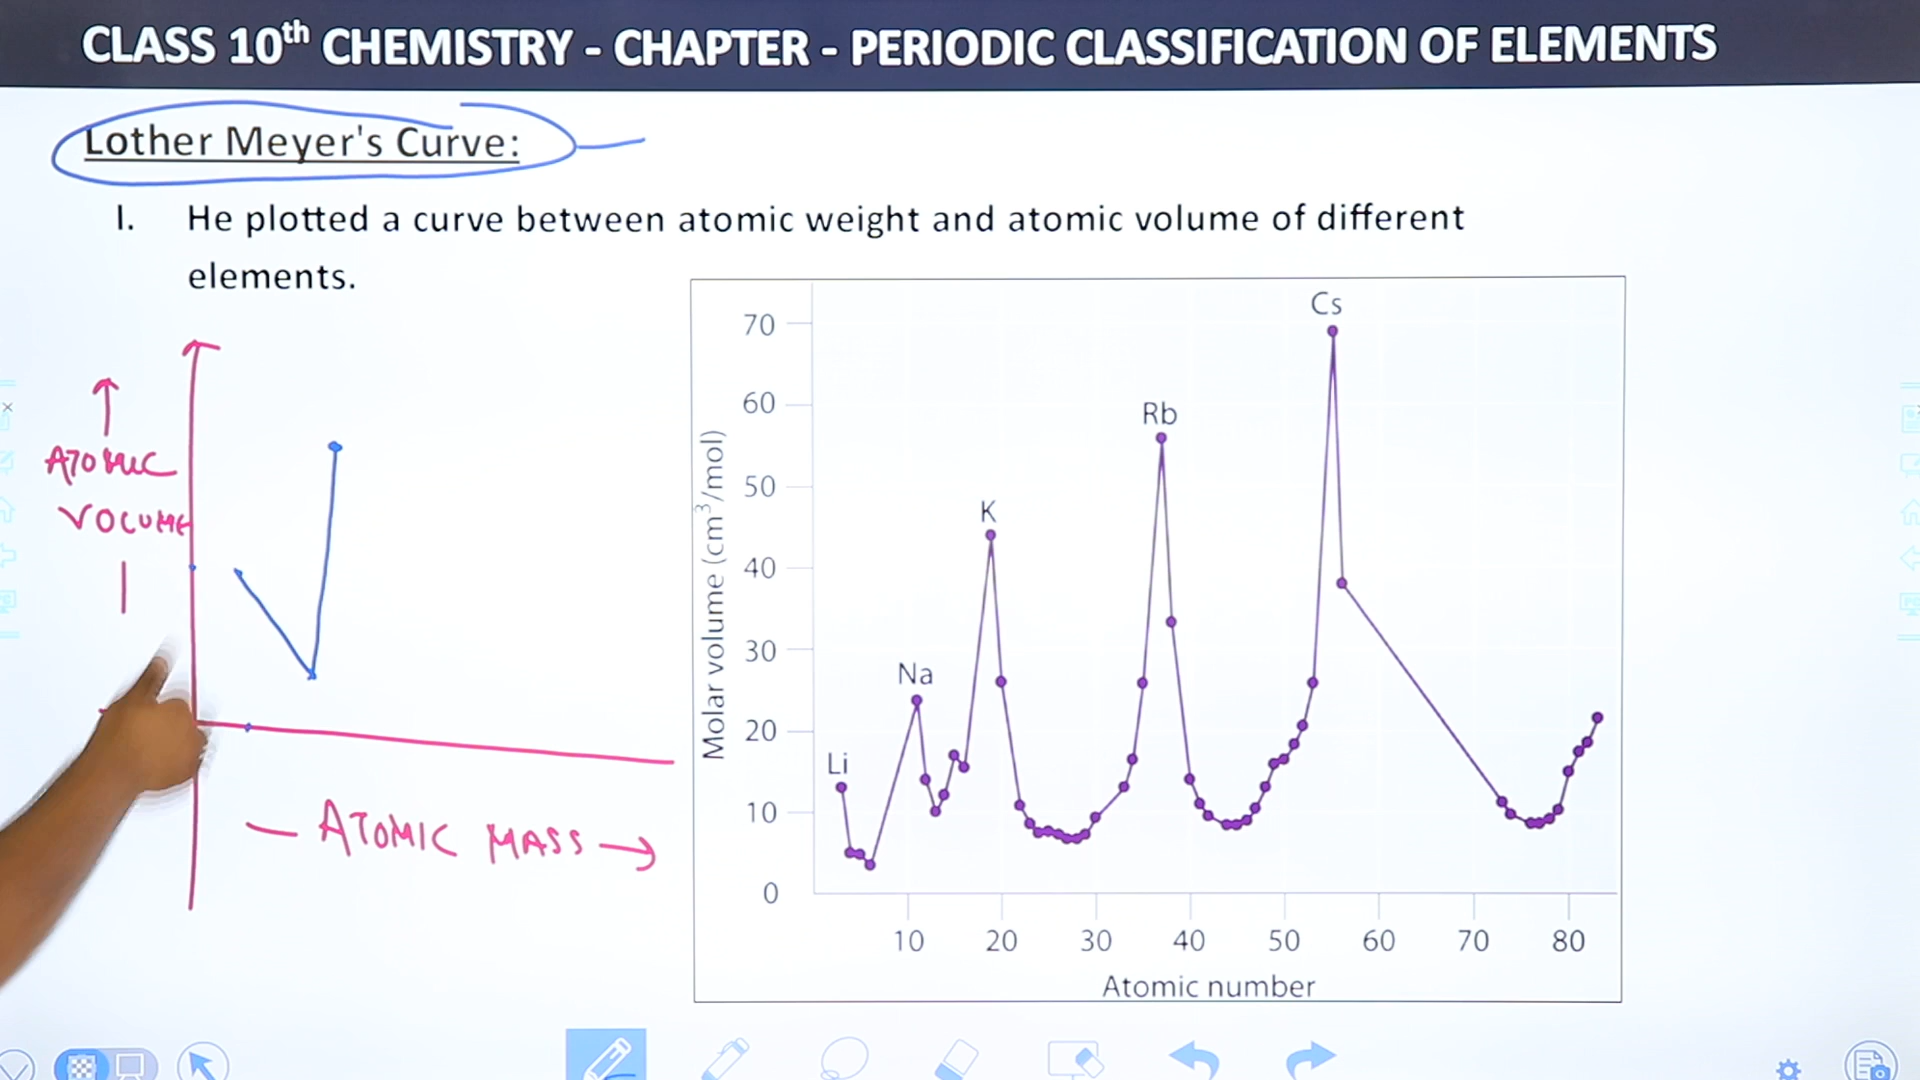 CLASS 10th CHEMISTRY - CHAPTER - PERIODIC CLASSIFICATION OF ELEMENTS
Lother Meyer's Curve:
I. He plotted a curve between atomic weight and atomic volume of different
elements.
ATOMIC
VOLUME
ATOMIC MASS
Molar volume (cm³/mol)
70
60
50
40
30
20
10
0
Li
Na
K
Rb
Cs
10 20 30 40 50 60 70 80
Atomic number